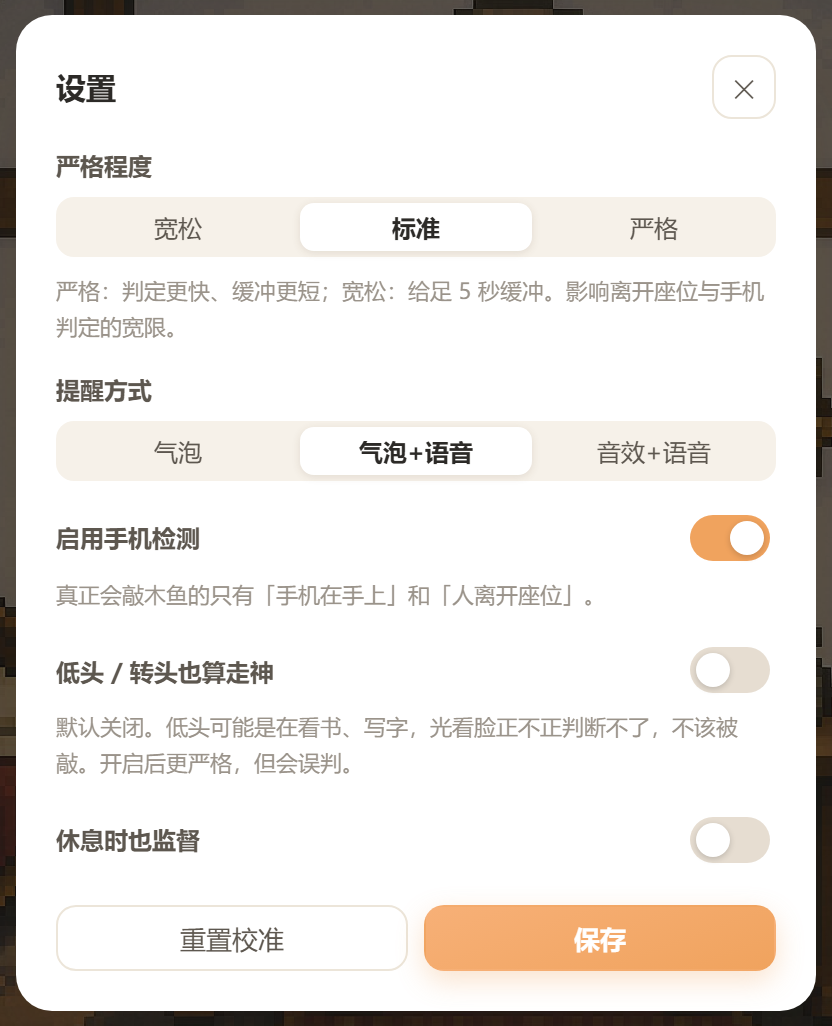 设置
严格程度
宽松 标准 严格
严格：判定更快、缓冲更短；宽松：给足 5 秒缓冲。影响离开座位与手机
判定的宽限。
提醒方式
气泡 气泡+语音 音效+语音
启用手机检测
真正会敲木鱼的只有「手机在手上」和「人离开座位」。
低头 / 转头也算走神
默认关闭。低头可能是在看书、写字，光看脸正不正判断不了，不该被
敲。开启后更严格，但会误判。
休息时也监督
重置校准 保存